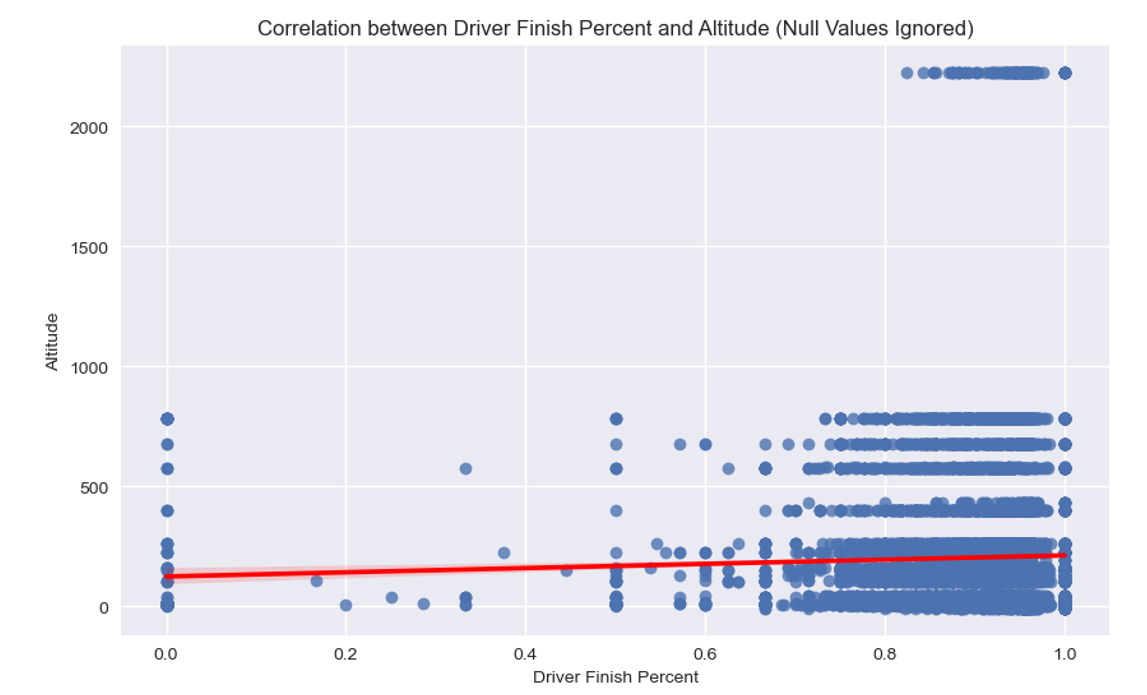 Correlation between Driver Finish Percent and Altitude (Null Values Ignored)
2000
1500
1000
500
0
Altitude
0.0 0.2 0.4 0.6 0.8 1.0
Driver Finish Percent